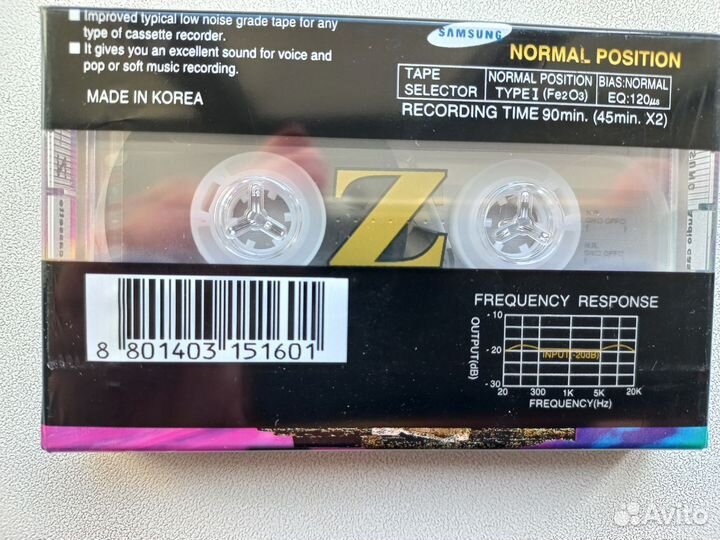 ■ Improved typical low noise grade tape for any
type of cassette recorder.
■ It gives you an excellent sound for voice and
pop or soft music recording.
MADE IN KOREA
SAMSUNG
NORMAL POSITION
TAPE SELECTOR
NORMAL POSITION TYPE I (Fe2O3)
BIAS:NORMAL EQ:120μs
RECORDING TIME 90min. (45min. X2)
Z
8 801403 151601
FREQUENCY RESPONSE
OUTPUT(dB)
-10
-20
-30
INPUT(-20dB)
20 300 1K 5K 20K
FREQUENCY(Hz)
Avito